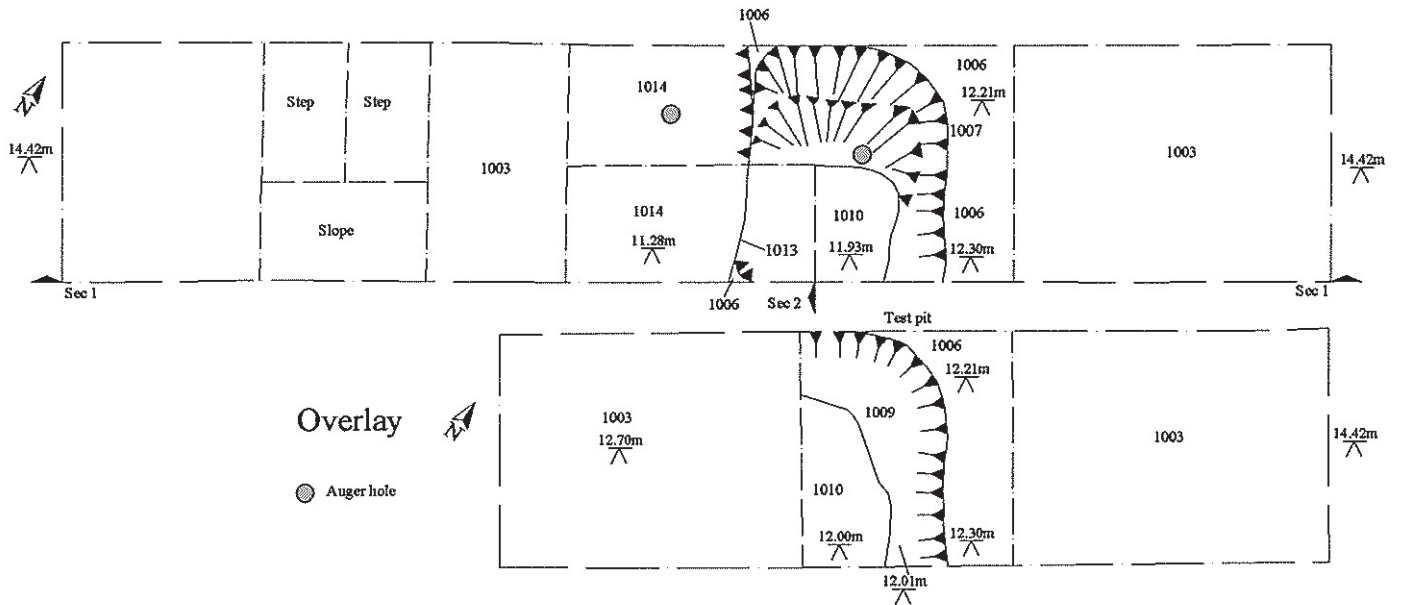 1006
1014
1006
Step
Step
12.21m
N
1007
14.42m
1003
1003
14.42m
1014
1010
1006
Slope
11.28m
1013
11.93m
12.30m
Sec 1
1006
Sec 2
Sec 1
Test pit
1006
12.21m
Overlay
N
1003
1009
1003
14.42m
12.70m
Auger hole
1010
12.00m
12.30m
12.01m